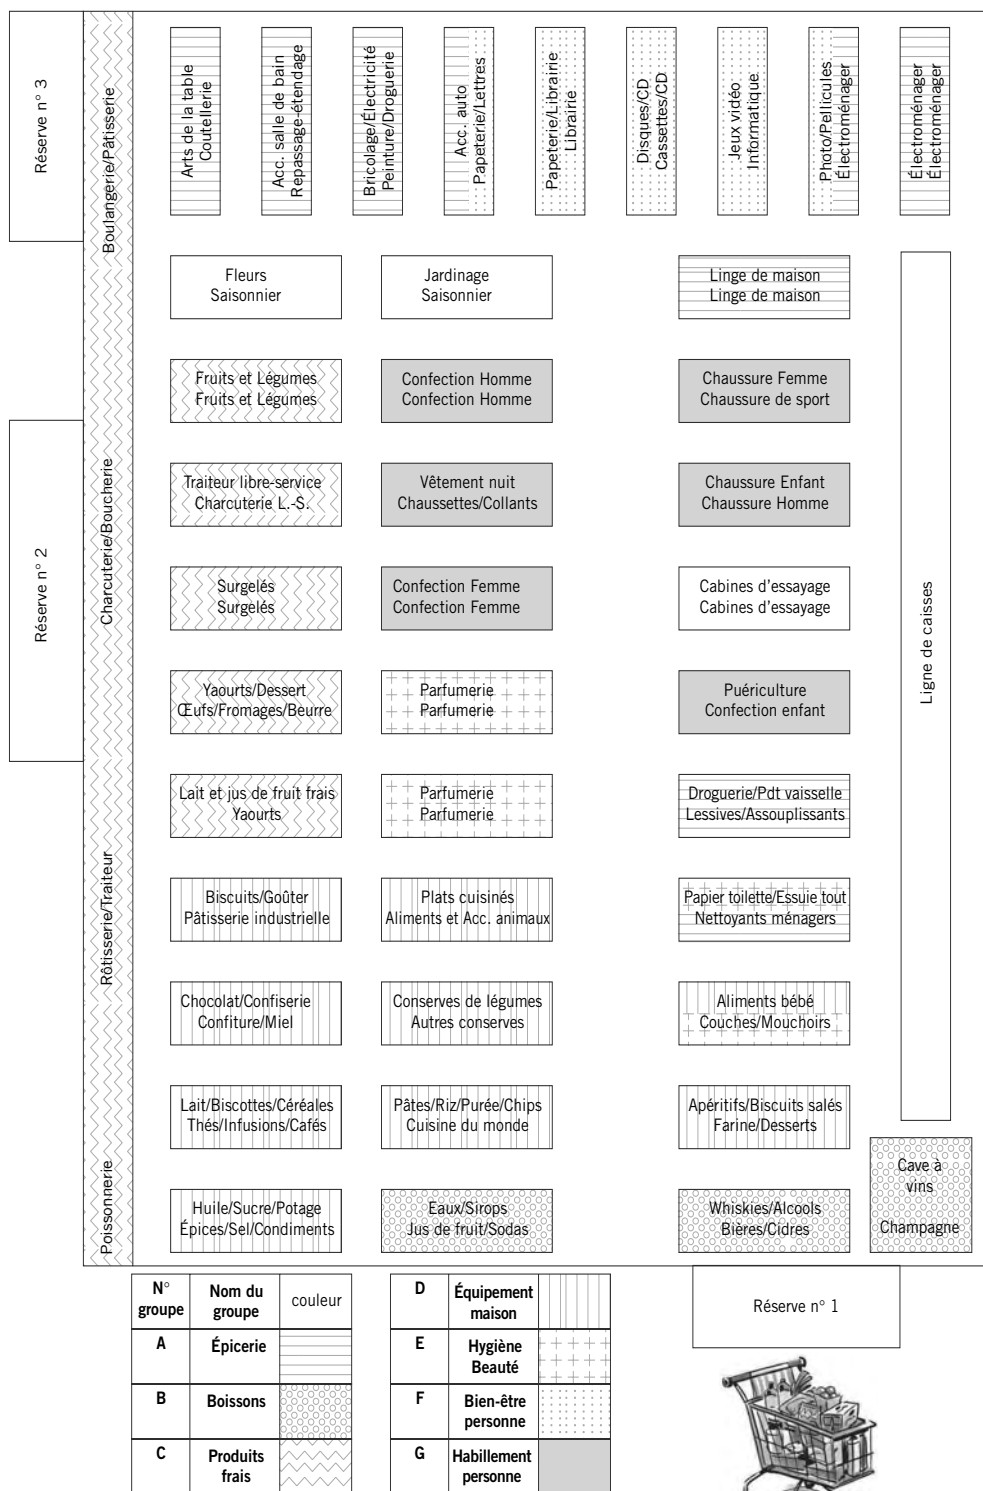 Réserve n° 3
Réserve n° 2
Boulangerie/Pâtisserie
Charcuterie/Boucherie
Rôtisserie/Traiteur
Poissonnerie
Arts de la table
Coutellerie
Acc. salle de bain
Repassage-étendage
Bricolage/Électricité
Peinture/Droguerie
Acc. auto
Papeterie/Lettres
Papeterie/Librairie
Librairie
Disques/CD
Cassettes/CD
Jeux vidéo
Informatique
Photo/Pellicules
Électroménager
Électroménager
Électroménager
Fleurs
Saisonnier
Jardinage
Saisonnier
Linge de maison
Linge de maison
Fruits et Légumes
Fruits et Légumes
Confection Homme
Confection Homme
Chaussure Femme
Chaussure de sport
Traiteur libre-service
Charcuterie L.-S.
Vêtement nuit
Chaussettes/Collants
Chaussure Enfant
Chaussure Homme
Surgelés
Surgelés
Confection Femme
Confection Femme
Cabines d'essayage
Cabines d'essayage
Yaourts/Dessert
Œufs/Fromages/Beurre
Parfumerie
Parfumerie
Puériculture
Confection enfant
Lait et jus de fruit frais
Yaourts
Parfumerie
Parfumerie
Droguerie/Pdt vaisselle
Lessives/Assouplissants
Biscuits/Goûter
Pâtisserie industrielle
Plats cuisinés
Aliments et Acc. animaux
Papier toilette/Essuie tout
Nettoyants ménagers
Chocolat/Confiserie
Confiture/Miel
Conserves de légumes
Autres conserves
Aliments bébé
Couches/Mouchoirs
Lait/Biscottes/Céréales
Thés/Infusions/Cafés
Pâtes/Riz/Purée/Chips
Cuisine du monde
Apéritifs/Biscuits salés
Farine/Desserts
Huile/Sucre/Potage
Épices/Sel/Condiments
Eaux/Sirops
Jus de fruit/Sodas
Whiskies/Alcools
Bières/Cidres
Ligne de caisses
Cave à
vins
Champagne
Réserve n° 1
N°
groupe
Nom du
groupe
couleur
A
Épicerie
B
Boissons
C
Produits
frais
D
Équipement
maison
E
Hygiène
Beauté
F
Bien-être
personne
G
Habillement
personne